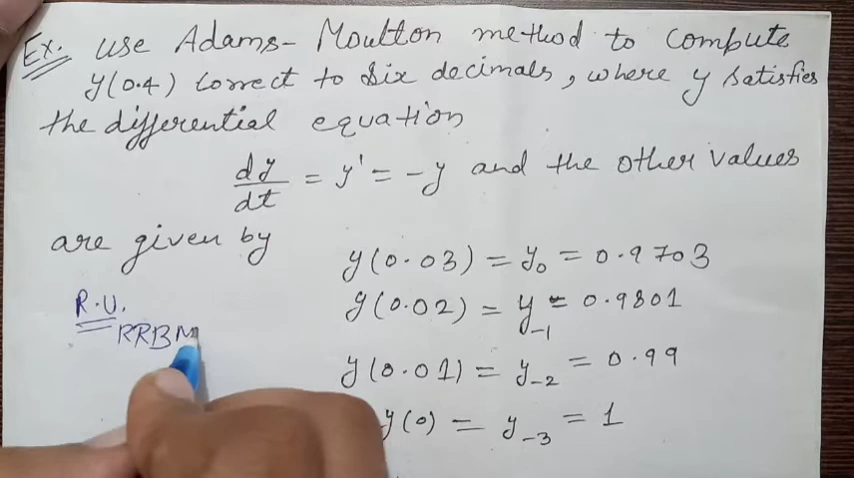 Ex. Use Adams-Moulton method to compute
y(0.4) correct to six decimals, where y satisfies
the differential equation
dy/dt = y' = -y and the other values
are given by
y(0.03) = y₀ = 0.9703
R.U.
y(0.02) = y₋₁ = 0.9801
RRBM
y(0.01) = y₋₂ = 0.99
y(0) = y₋₃ = 1